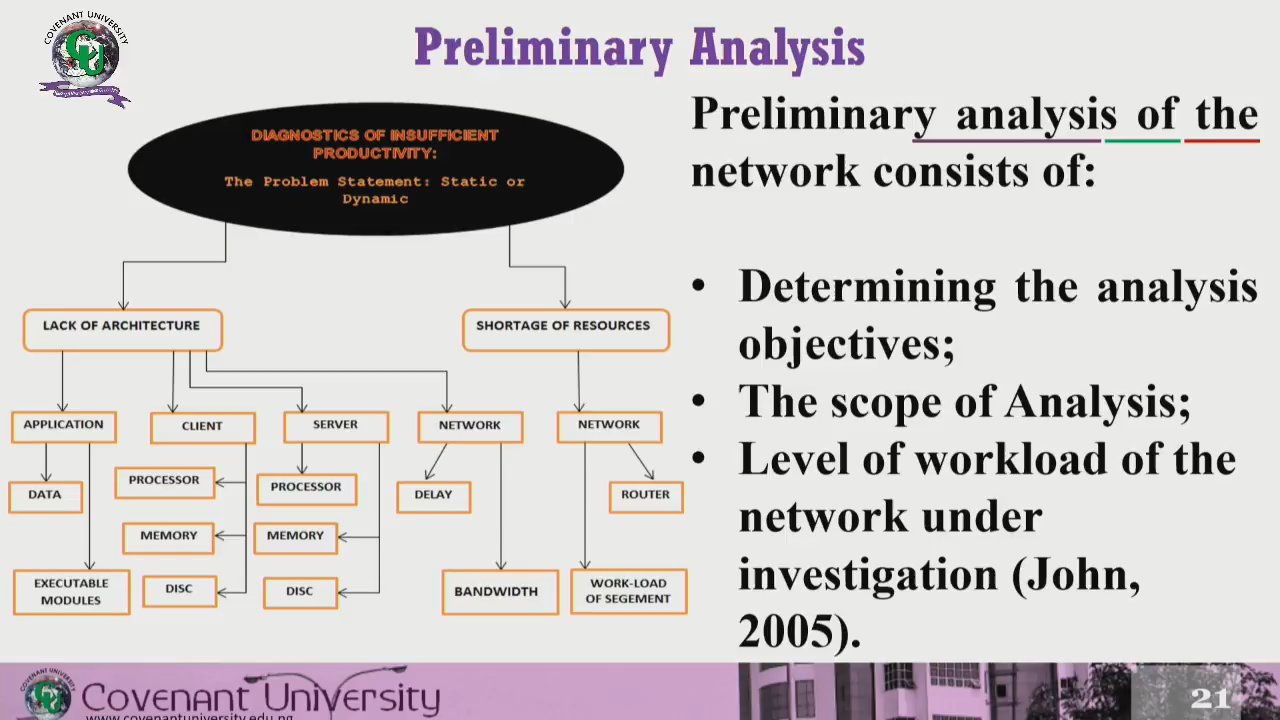 COVENANT UNIVERSITY
Preliminary Analysis
DIAGNOSTICS OF INSUFFICIENT
PRODUCTIVITY:
The Problem Statement: Static or
Dynamic
LACK OF ARCHITECTURE
SHORTAGE OF RESOURCES
APPLICATION
CLIENT
SERVER
NETWORK
NETWORK
DATA
PROCESSOR
PROCESSOR
DELAY
ROUTER
MEMORY
MEMORY
EXECUTABLE
MODULES
DISC
DISC
BANDWIDTH
WORK-LOAD
OF SEGEMENT
Preliminary analysis of the
network consists of:
• Determining the analysis
objectives;
• The scope of Analysis;
• Level of workload of the
network under
investigation (John,
2005).
COVENANT UNIVERSITY
Covenant University
www.covenantuniversity.edu.ng
21